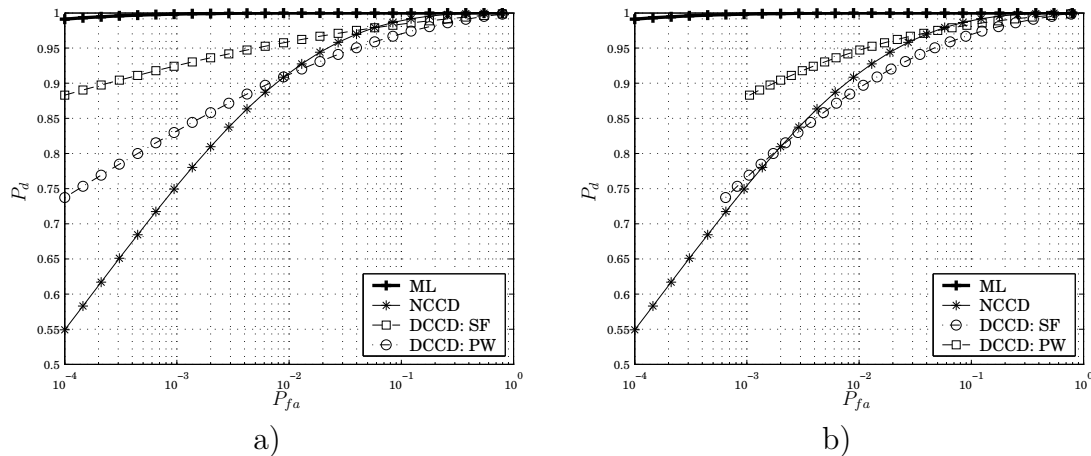 1
0.95
0.9
0.85
0.8
0.75
0.7
0.65
0.6
0.55
0.5
P_d
10^{-4}
10^{-3}
10^{-2}
10^{-1}
10^0
P_{fa}
ML
NCCD
DCCD: SF
DCCD: PW
a)
1
0.95
0.9
0.85
0.8
0.75
0.7
0.65
0.6
0.55
0.5
P_d
10^{-4}
10^{-3}
10^{-2}
10^{-1}
10^0
P_{fa}
ML
NCCD
DCCD: SF
DCCD: PW
b)